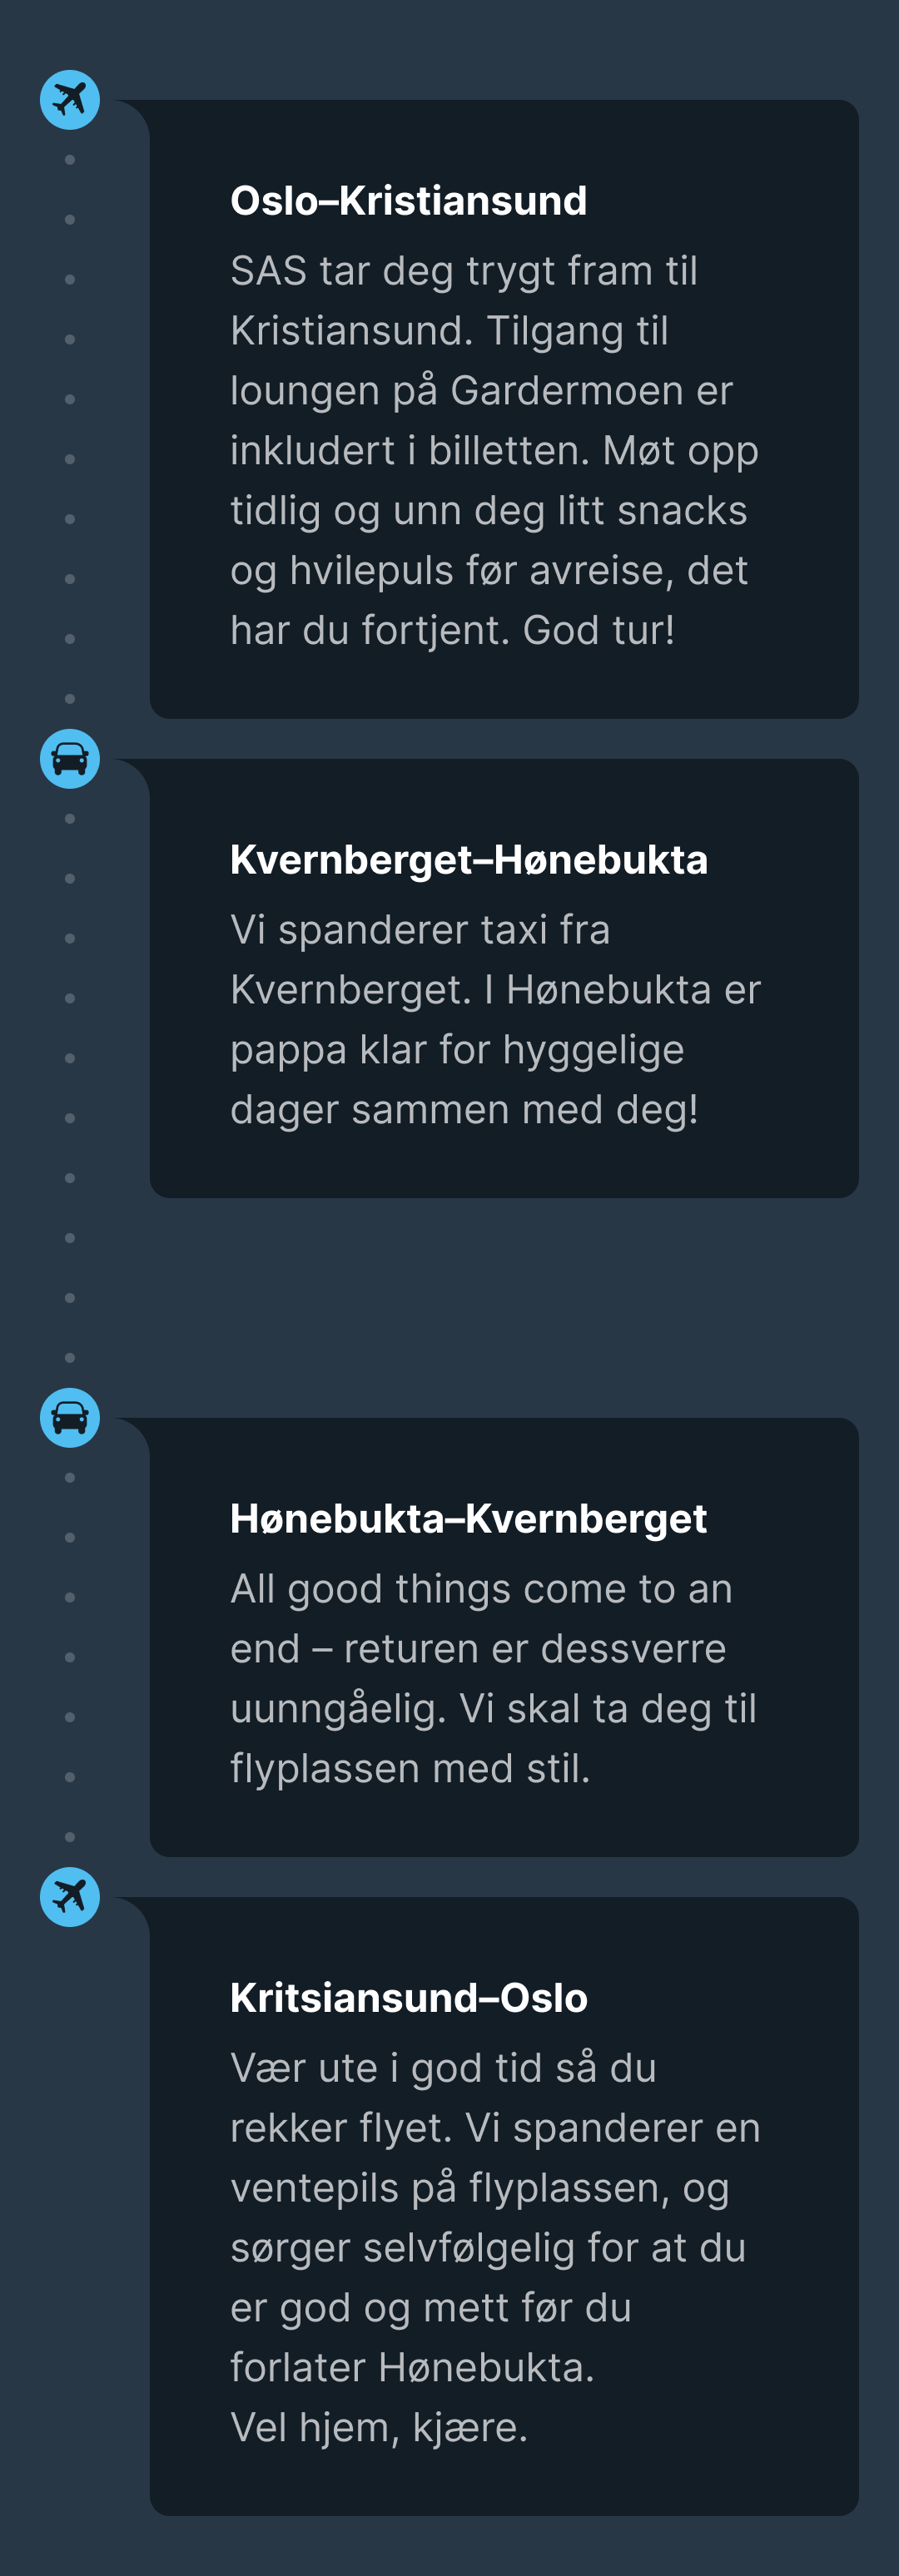 Oslo–Kristiansund
SAS tar deg trygt fram til
Kristiansund. Tilgang til
loungen på Gardermoen er
inkludert i billetten. Møt opp
tidlig og unn deg litt snacks
og hvilepuls før avreise, det
har du fortjent. God tur!
Kvernberget–Hønebukta
Vi spanderer taxi fra
Kvernberget. I Hønebukta er
pappa klar for hyggelige
dager sammen med deg!
Hønebukta–Kvernberget
All good things come to an
end – returen er dessverre
uunngåelig. Vi skal ta deg til
flyplassen med stil.
Kritsiansund–Oslo
Vær ute i god tid så du
rekker flyet. Vi spanderer en
ventepils på flyplassen, og
sørger selvfølgelig for at du
er god og mett før du
forlater Hønebukta.
Vel hjem, kjære.